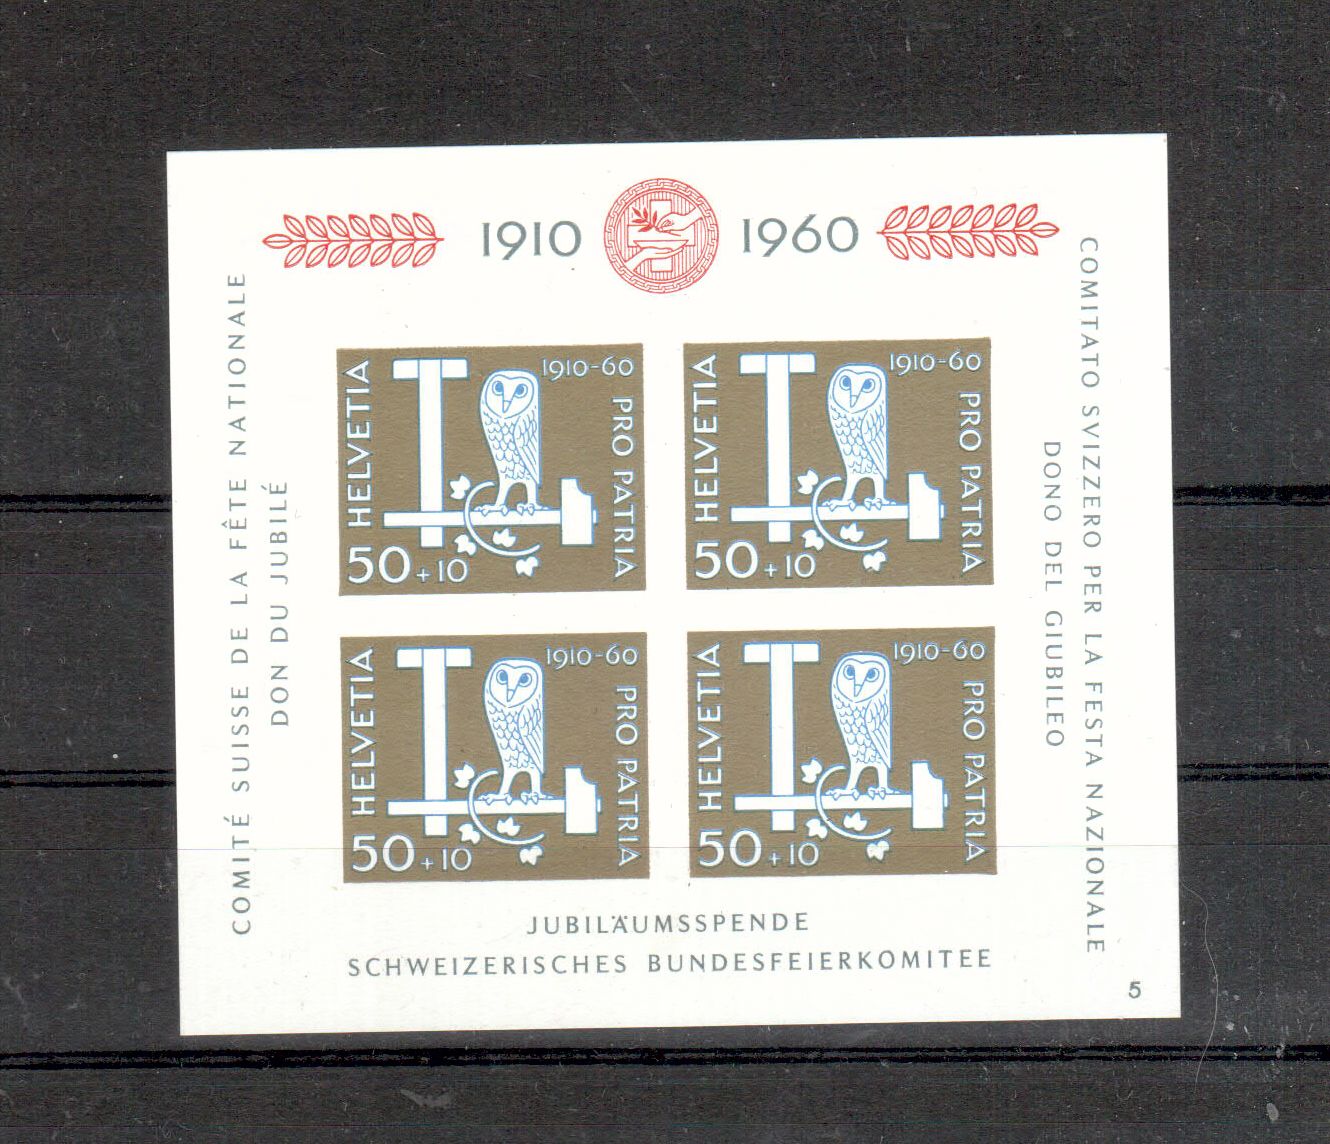 1910 1960
COMITÉ SUISSE DE LA FÊTE NATIONALE
DON DU JUBILÉ
HELVETIA
1910-60
PRO PATRIA
50+10
HELVETIA
1910-60
PRO PATRIA
50+10
HELVETIA
1910-60
PRO PATRIA
50+10
HELVETIA
1910-60
PRO PATRIA
50+10
COMITATO SVIZZERO PER LA FESTA NAZIONALE
DONO DEL GIUBILEO
JUBILÄUMSSPENDE
SCHWEIZERISCHES BUNDESFEIERKOMITEE
5